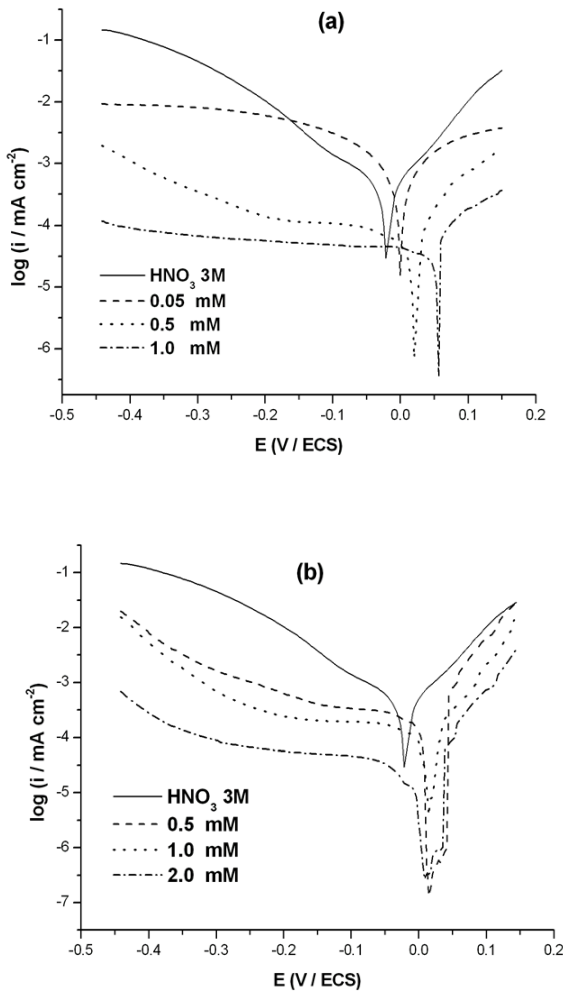 (a)
log (i / mA cm⁻²)
-1
-2
-3
-4
-5
-6
HNO₃ 3M
0.05 mM
0.5 mM
1.0 mM
-0.5 -0.4 -0.3 -0.2 -0.1 0.0 0.1 0.2
E (V / ECS)
(b)
log (i / mA cm⁻²)
-1
-2
-3
-4
-5
-6
-7
HNO₃ 3M
0.5 mM
1.0 mM
2.0 mM
-0.5 -0.4 -0.3 -0.2 -0.1 0.0 0.1 0.2
E (V / ECS)